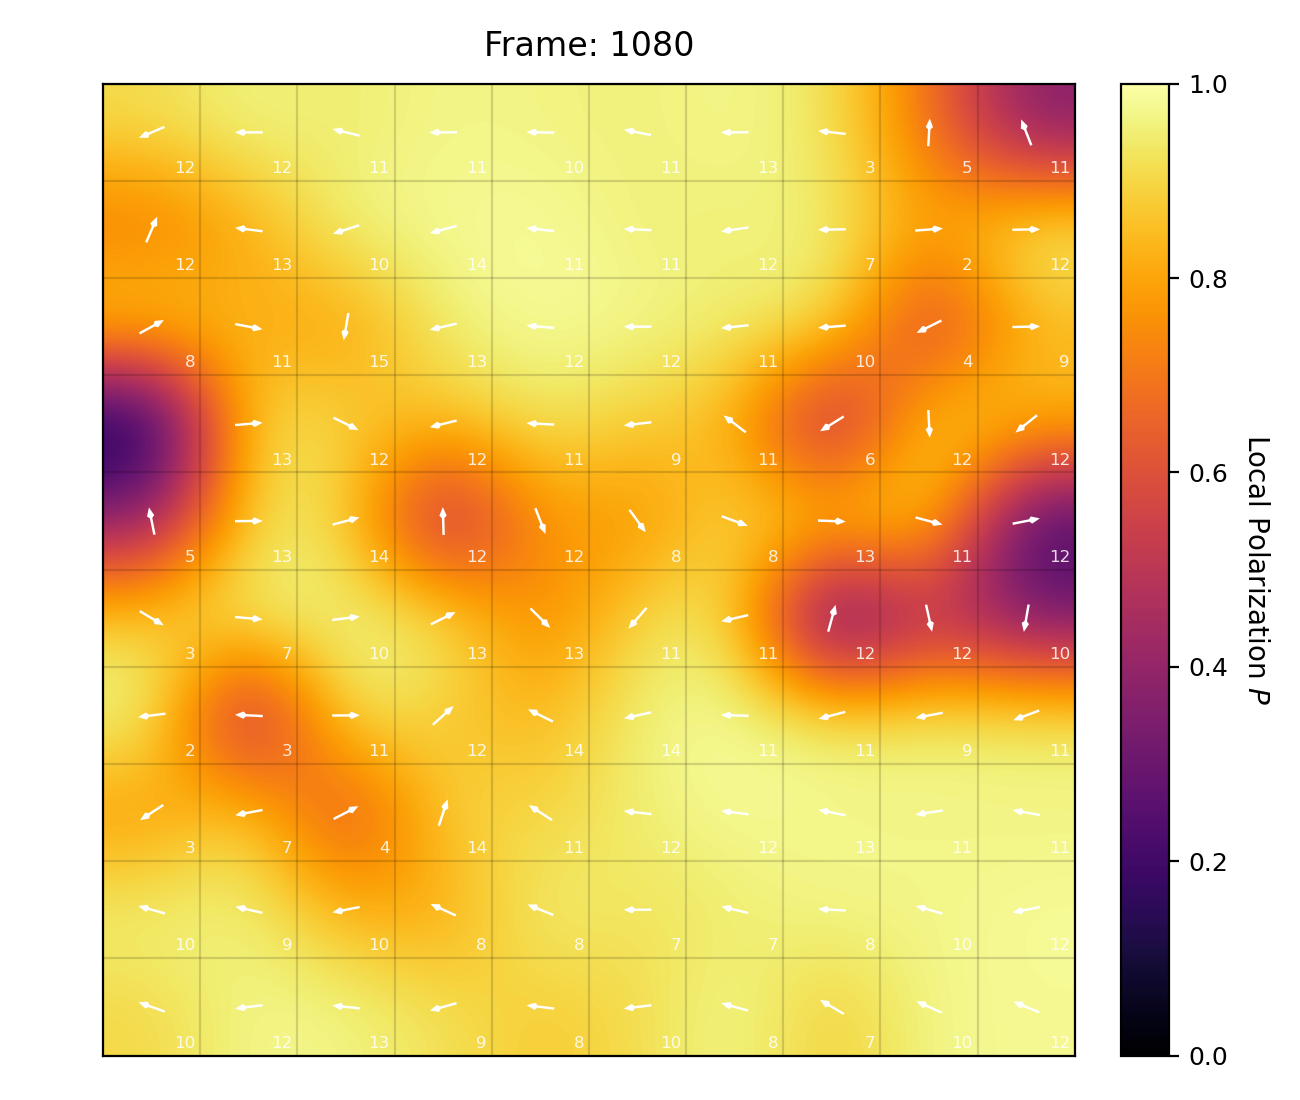 Frame: 1080
12 12 11 11 10 11 13 3 5 11
12 13 10 14 11 11 12 7 2 12
8 11 15 13 12 12 11 10 4 9
13 12 12 11 9 11 6 12 12
5 13 14 12 12 8 8 13 11 12
3 7 10 13 13 11 11 12 12 10
2 3 11 12 14 14 11 11 9 11
3 7 4 14 11 12 12 13 11 11
10 9 10 8 8 7 7 8 10 12
10 12 13 9 8 10 8 7 10 12
1.0
0.8
0.6
0.4
0.2
0.0
Local Polarization P